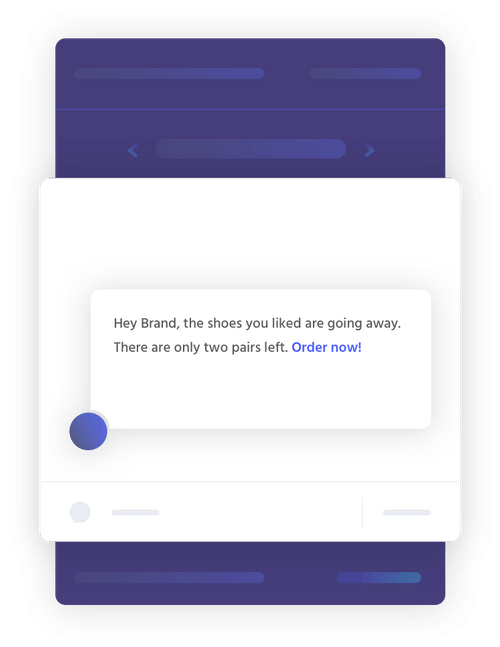 Hey Brand, the shoes you liked are going away.
There are only two pairs left. Order now!